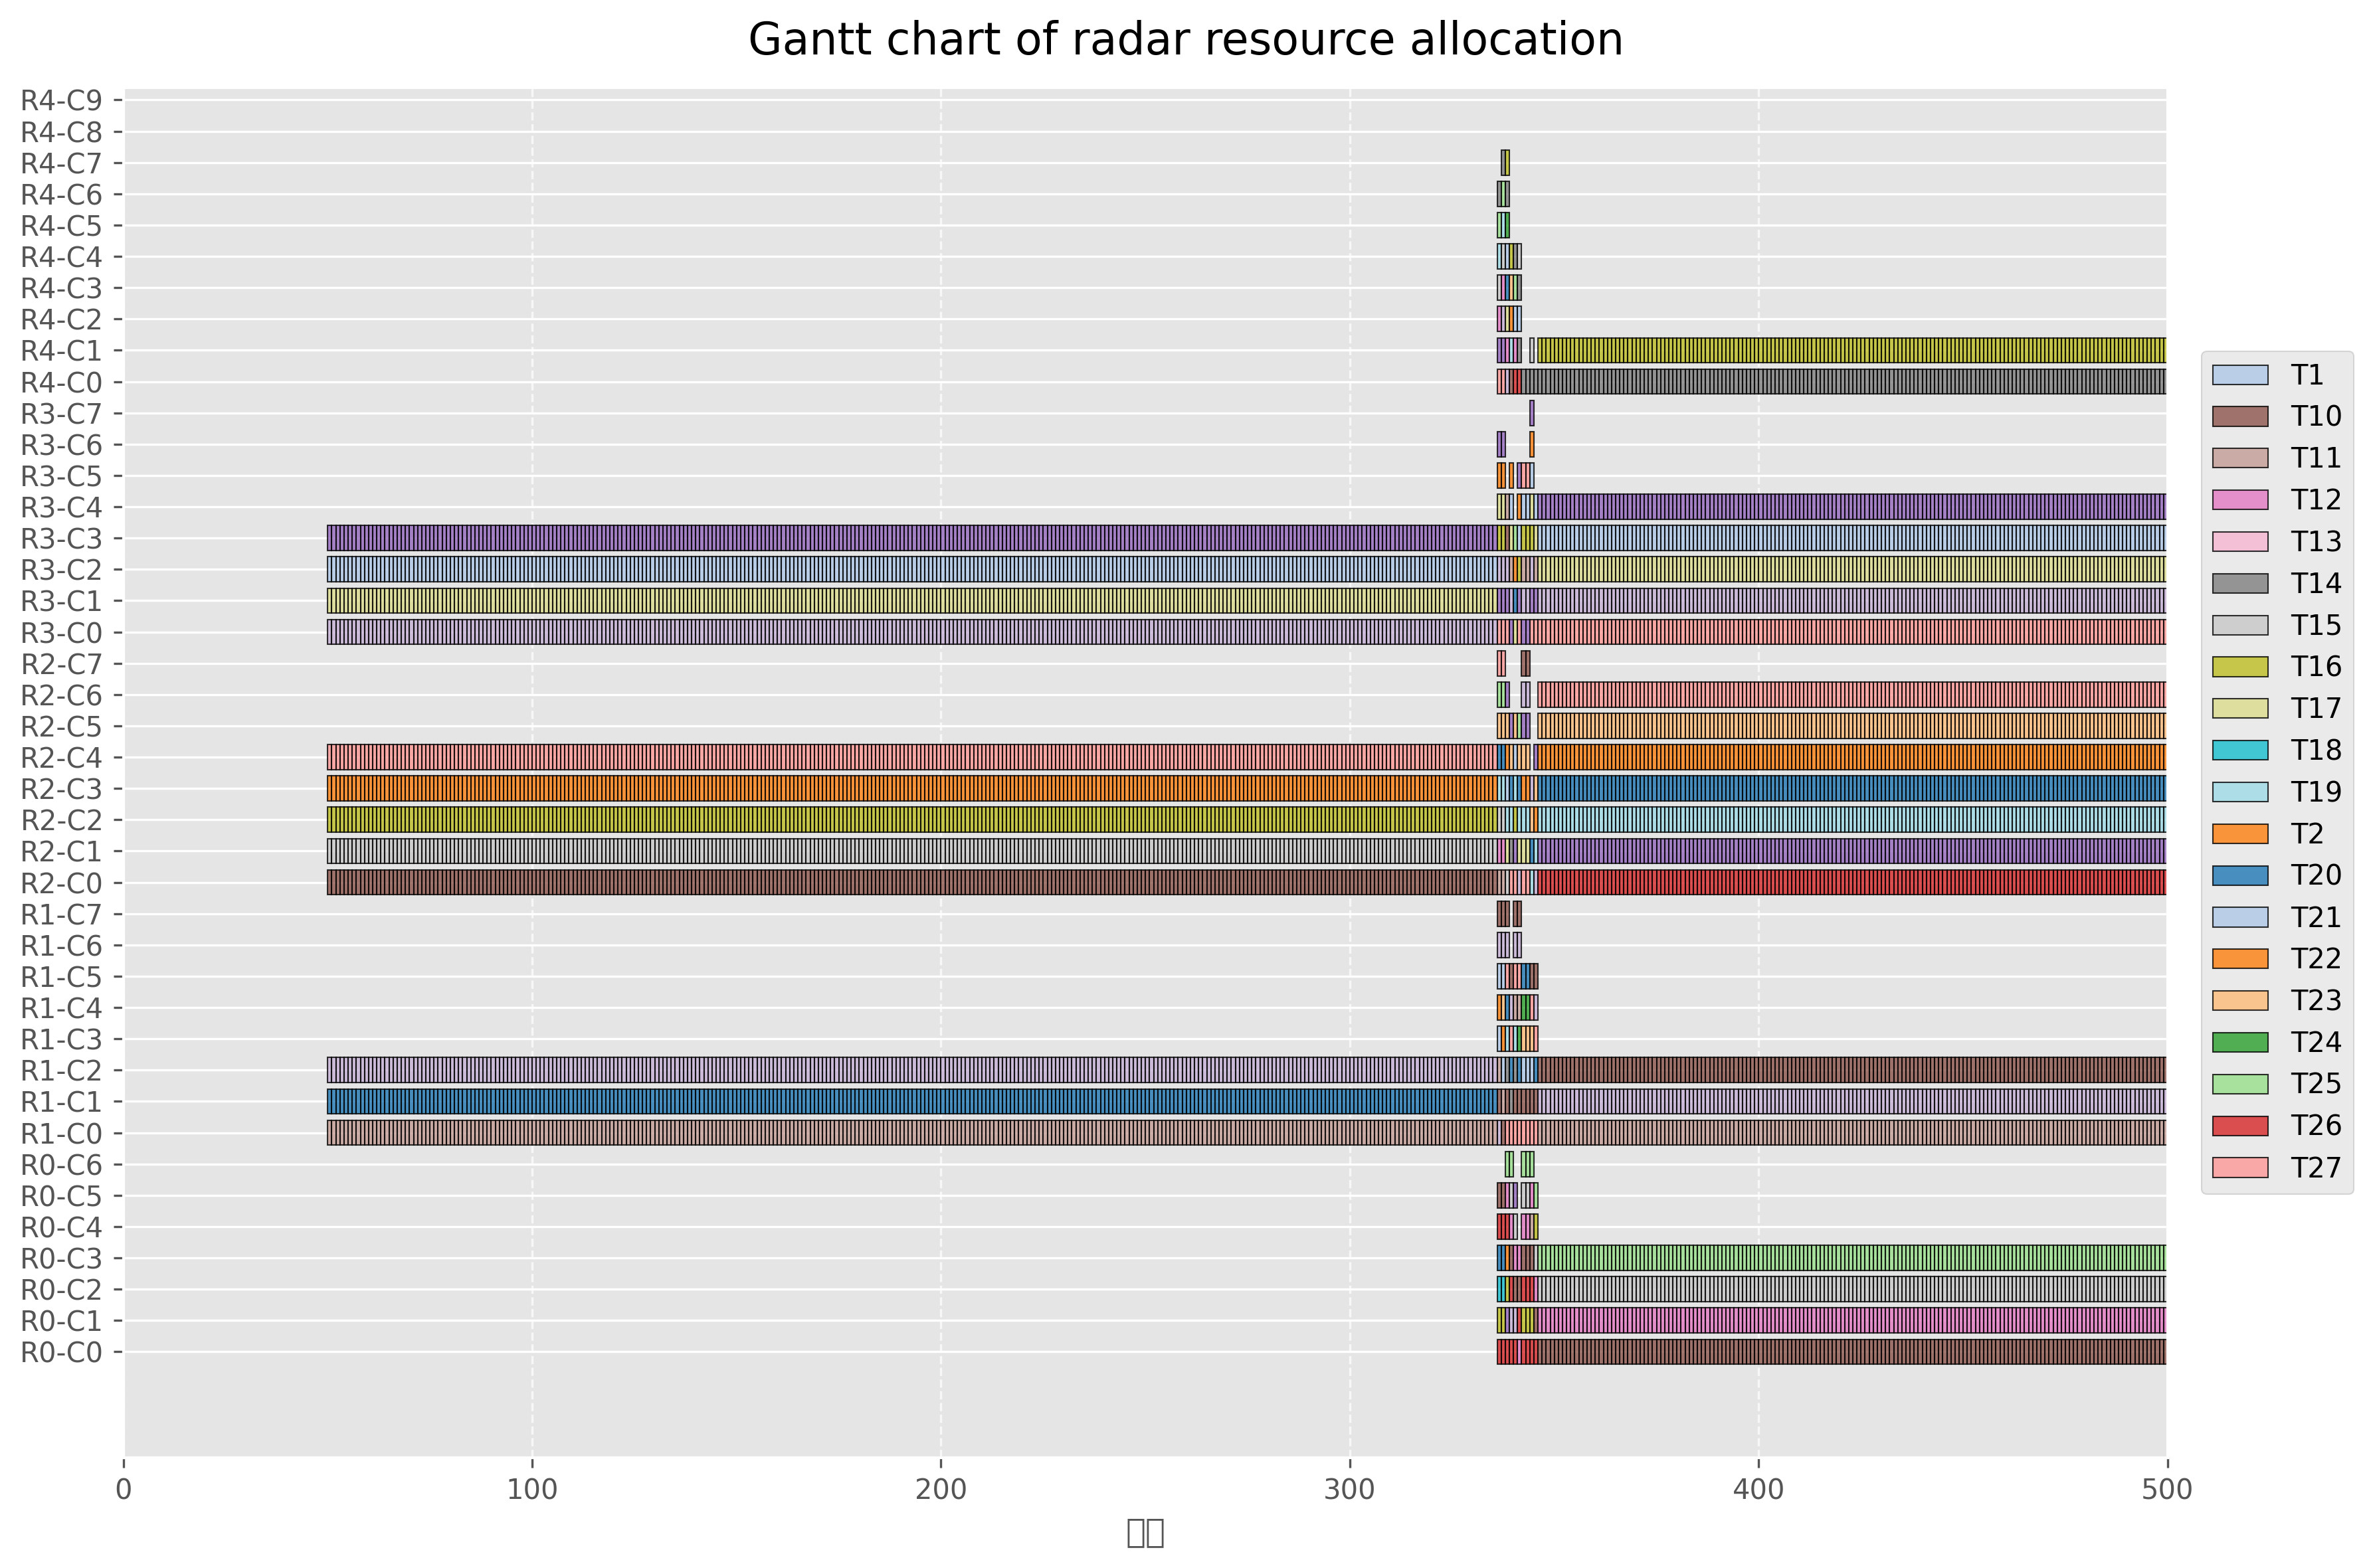 Gantt chart of radar resource allocation
R4-C9
R4-C8
R4-C7
R4-C6
R4-C5
R4-C4
R4-C3
R4-C2
R4-C1
R4-C0
R3-C7
R3-C6
R3-C5
R3-C4
R3-C3
R3-C2
R3-C1
R3-C0
R2-C7
R2-C6
R2-C5
R2-C4
R2-C3
R2-C2
R2-C1
R2-C0
R1-C7
R1-C6
R1-C5
R1-C4
R1-C3
R1-C2
R1-C1
R1-C0
R0-C6
R0-C5
R0-C4
R0-C3
R0-C2
R0-C1
R0-C0
0 100 200 300 400 500
T1
T10
T11
T12
T13
T14
T15
T16
T17
T18
T19
T2
T20
T21
T22
T23
T24
T25
T26
T27